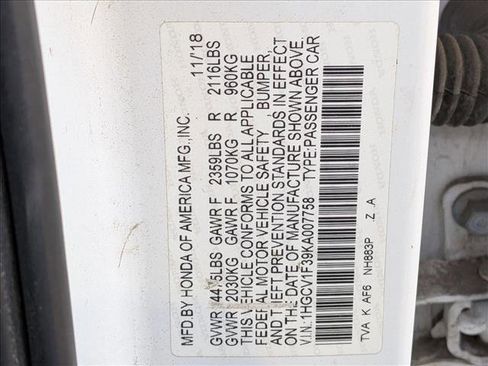 MFD.BY HONDA OF AMERICA MFG.,INC. 11/'18
GVWR 4475LBS GAWR F 2359LBS R 2116LBS
GVWR 2030KG GAWR F 1070KG R 960KG
THIS VEHICLE CONFORMS TO ALL APPLICABLE
FEDERAL MOTOR VEHICLE SAFETY, BUMPER,
AND THEFT PREVENTION STANDARDS IN EFFECT
ON THE DATE OF MANUFACTURE SHOWN ABOVE.
V.I.N.:1HGCV1F39KA007758 TYPE:PASSENGER CAR
TVA K AF6 NH883P Z A